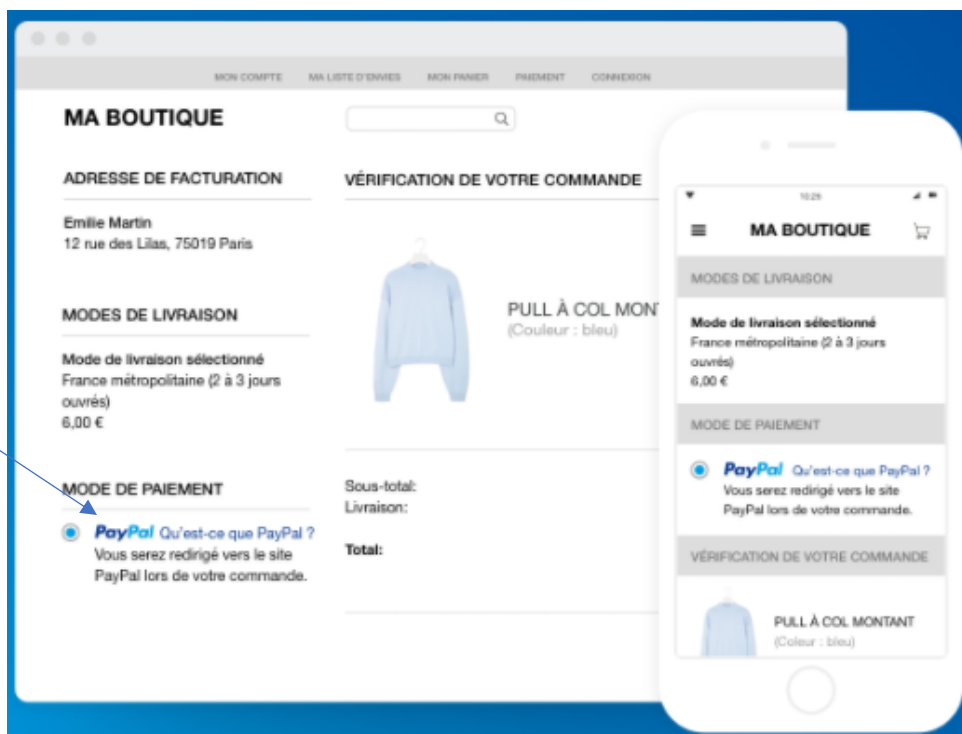 MON COMPTE MA LISTE D'ENVIES MON PANIER PAIEMENT CONNEXION
MA BOUTIQUE
ADRESSE DE FACTURATION
Emilie Martin
12 rue des Lilas, 75019 Paris
MODES DE LIVRAISON
Mode de livraison sélectionné
France métropolitaine (2 à 3 jours
ouvrés)
6,00 €
MODE DE PAIEMENT
PayPal Qu'est-ce que PayPal ?
Vous serez redirigé vers le site
PayPal lors de votre commande.
VÉRIFICATION DE VOTRE COMMANDE
PULL À COL MONT
(Couleur : bleu)
Sous-total:
Livraison:
Total:
10:25
MA BOUTIQUE
MODES DE LIVRAISON
Mode de livraison sélectionné
France métropolitaine (2 à 3 jours
ouvrés)
6,00 €
MODE DE PAIEMENT
PayPal Qu'est-ce que PayPal ?
Vous serez redirigé vers le site
PayPal lors de votre commande.
VÉRIFICATION DE VOTRE COMMANDE
PULL À COL MONTANT
(Coleur : bleu)